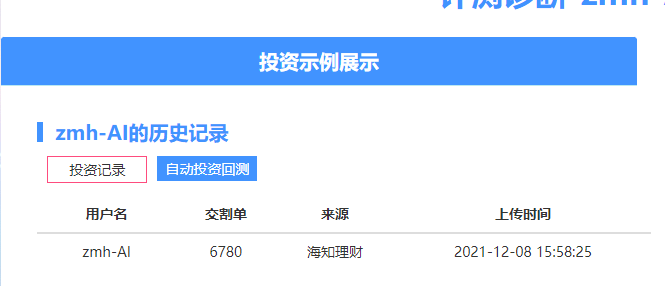 投资示例展示
zmh-AI的历史记录
投资记录 自动投资回测
用户名 交割单 来源 上传时间
zmh-AI 6780 海知理财 2021-12-08 15:58:25